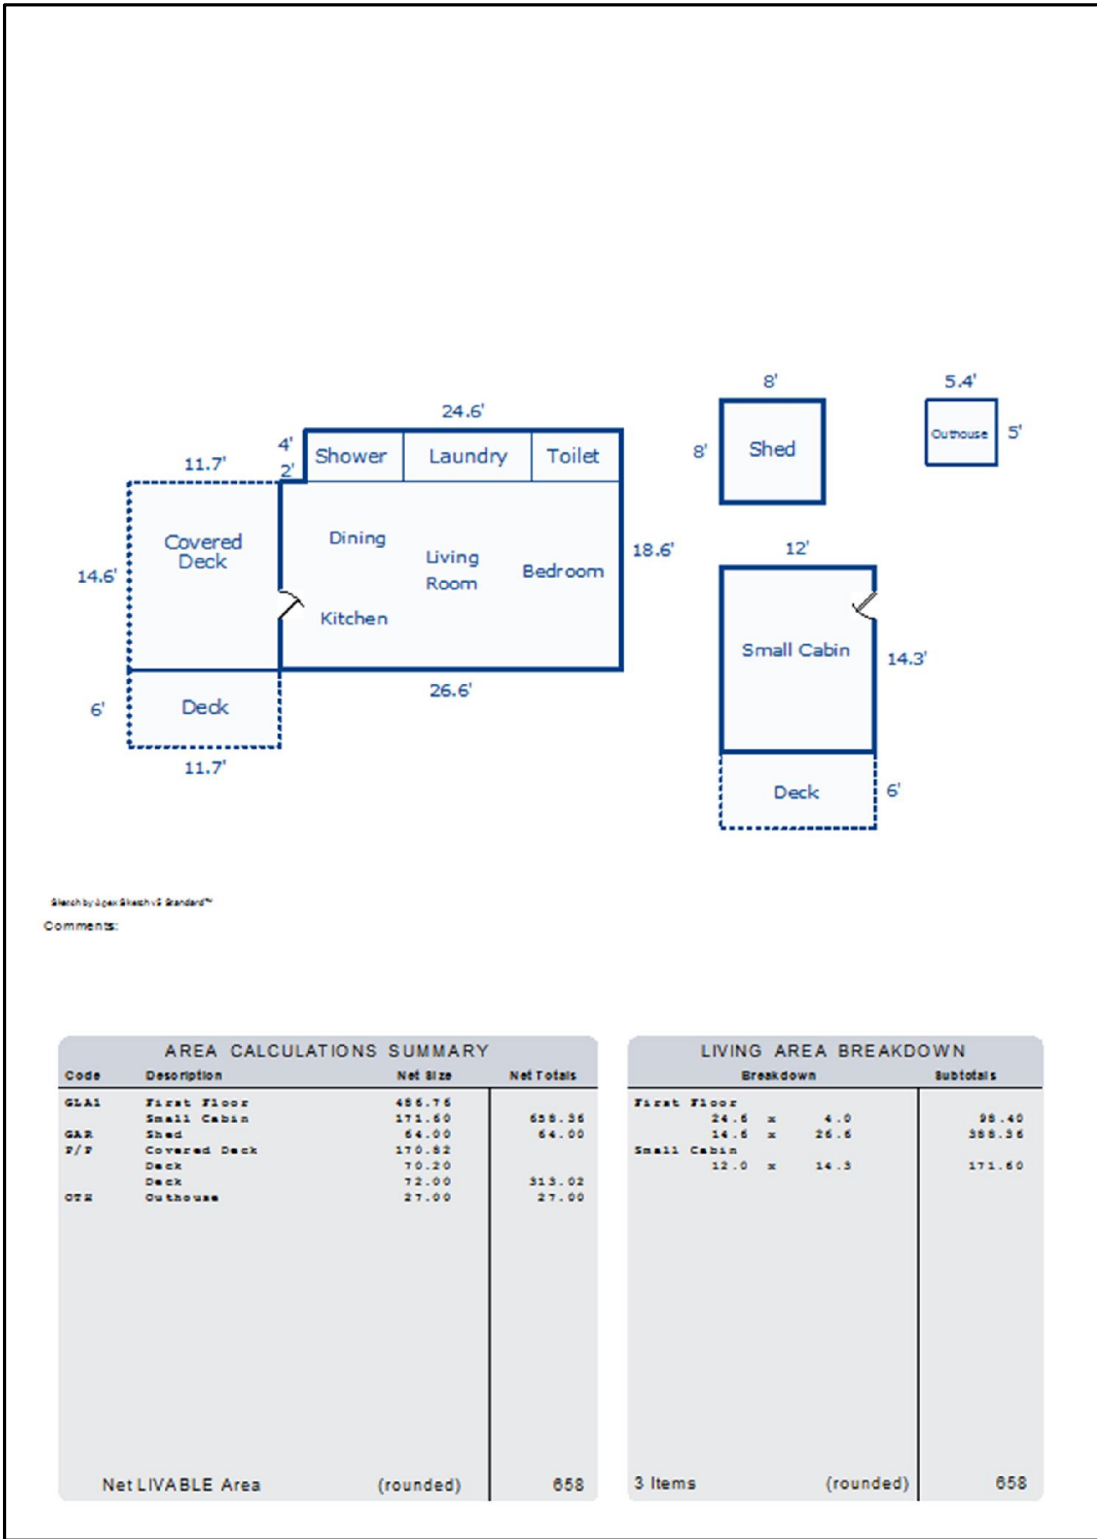 8'
5.4'
24.6'
4'
Shower
Laundry
Toilet
8'
Shed
Outhouse
5'
11.7'
2'
Covered
Deck
Dining
Living
Room
Bedroom
18.6'
12'
14.6'
Kitchen
Small Cabin
14.3'
6'
Deck
26.6'
11.7'
Deck
6'
Sketch by Apex Sketch v5 Standard™
Comments:
AREA CALCULATIONS SUMMARY
Code Description Net Size Net Totals
GLA1 First Floor 486.76
Small Cabin 171.60 658.36
GAR Shed 64.00 64.00
P/P Covered Deck 170.82
Deck 70.20
Deck 72.00 313.02
OTH Outhouse 27.00 27.00
Net LIVABLE Area (rounded) 658
LIVING AREA BREAKDOWN
Breakdown Subtotals
First Floor
24.6 x 4.0 98.40
14.6 x 26.6 388.36
Small Cabin
12.0 x 14.3 171.60
3 Items (rounded) 658